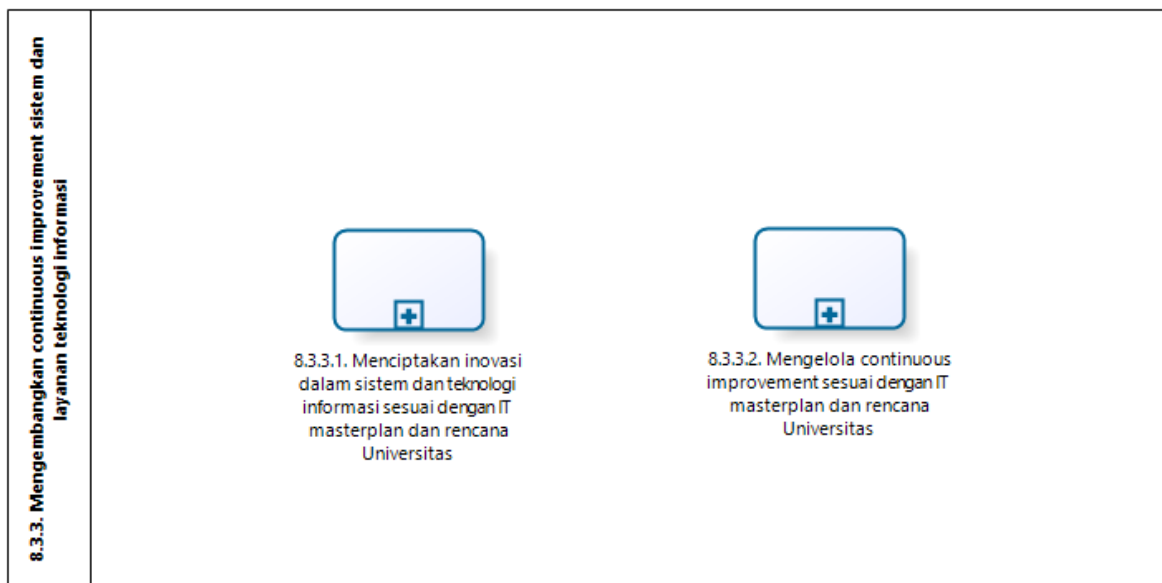 8.3.3. Mengembangkan continuous improvement sistem dan
layanan teknologi informasi
8.3.3.1. Menciptakan inovasi
dalam sistem dan teknologi
informasi sesuai dengan IT
masterplan dan rencana
Universitas
8.3.3.2. Mengelola continuous
improvement sesuai dengan IT
masterplan dan rencana
Universitas